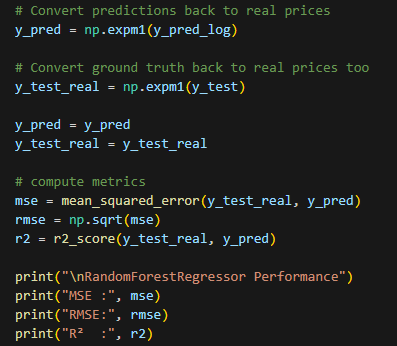 # Convert predictions back to real prices
y_pred = np.expm1(y_pred_log)
# Convert ground truth back to real prices too
y_test_real = np.expm1(y_test)
y_pred = y_pred
y_test_real = y_test_real
# compute metrics
mse = mean_squared_error(y_test_real, y_pred)
rmse = np.sqrt(mse)
r2 = r2_score(y_test_real, y_pred)
print("\nRandomForestRegressor Performance")
print("MSE :", mse)
print("RMSE:", rmse)
print("R²  :", r2)